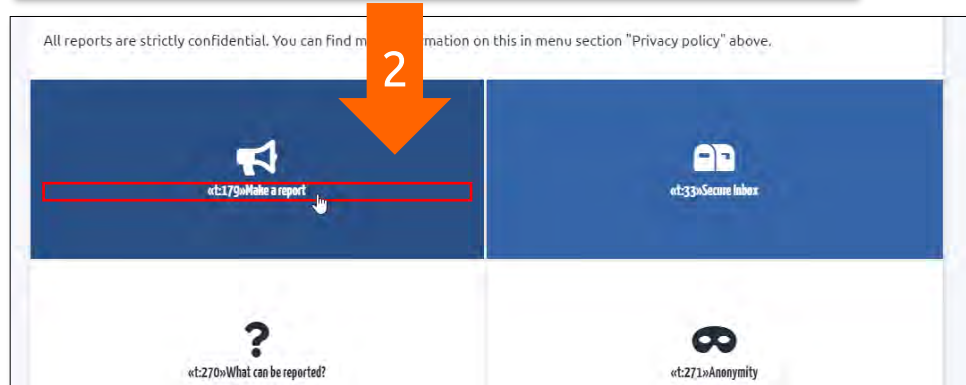 All reports are strictly confidential. You can find m mation on this in menu section "Privacy policy" above.
2
«t:179»Make a report
«t:33»Secure Inbox
«t:270»What can be reported?
«t:271»Anonymity